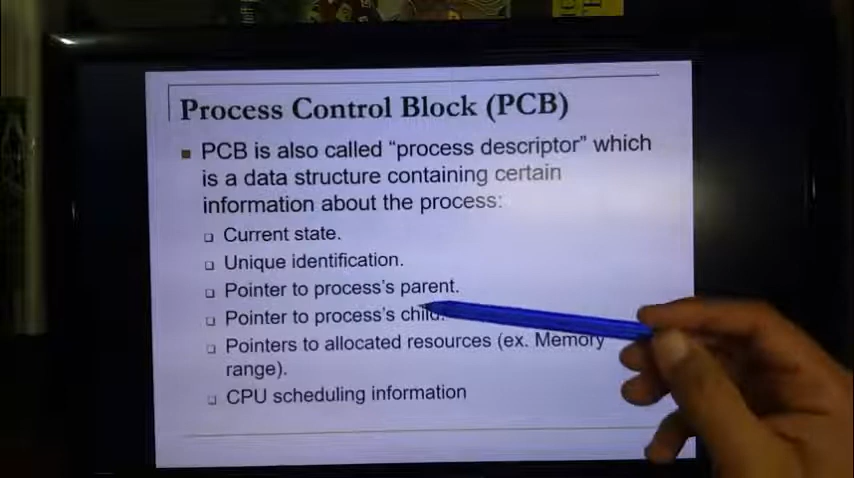 Process Control Block (PCB)
PCB is also called “process descriptor” which
is a data structure containing certain
information about the process:
Current state.
Unique identification.
Pointer to process’s parent.
Pointer to process’s child.
Pointers to allocated resources (ex. Memory
range).
CPU scheduling information